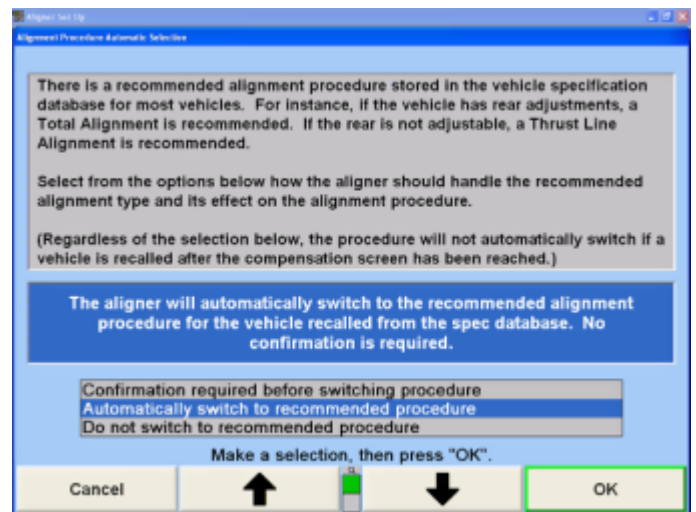 Aligner Set Up
Alignment Procedure Automatic Selection
There is a recommended alignment procedure stored in the vehicle specification
database for most vehicles.  For instance, if the vehicle has rear adjustments, a
Total Alignment is recommended.  If the rear is not adjustable, a Thrust Line
Alignment is recommended.
Select from the options below how the aligner should handle the recommended
alignment type and its effect on the alignment procedure.
(Regardless of the selection below, the procedure will not automatically switch if a
vehicle is recalled after the compensation screen has been reached.)
The aligner will automatically switch to the recommended alignment
procedure for the vehicle recalled from the spec database.  No
confirmation is required.
Confirmation required before switching procedure
Automatically switch to recommended procedure
Do not switch to recommended procedure
Make a selection, then press "OK".
Cancel
OK